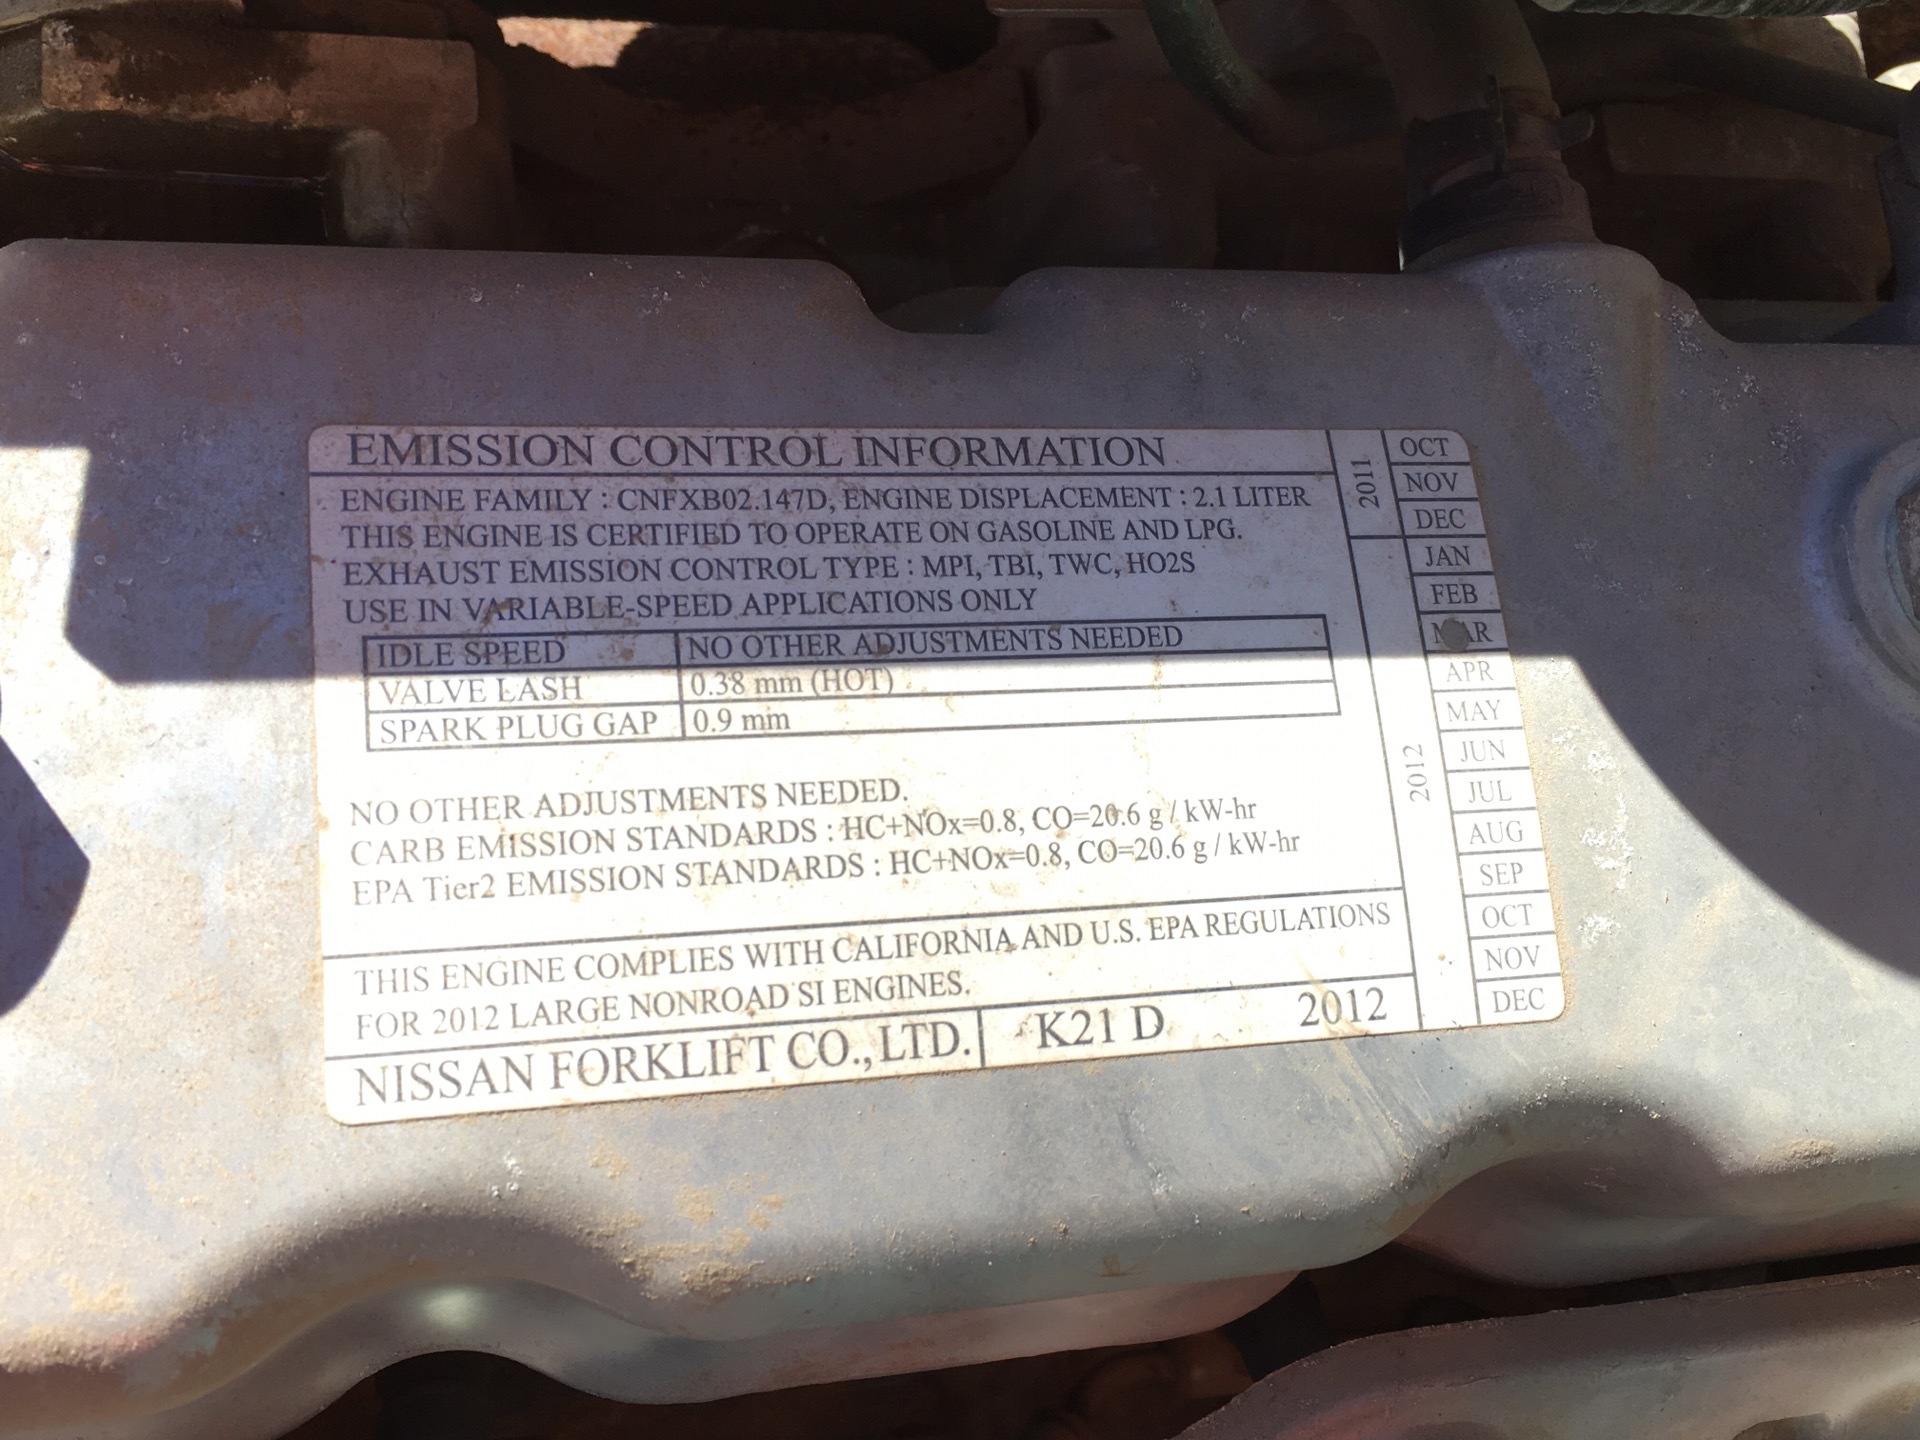 EMISSION CONTROL INFORMATION
ENGINE FAMILY : CNFXB02.147D, ENGINE DISPLACEMENT : 2.1 LITER
THIS ENGINE IS CERTIFIED TO OPERATE ON GASOLINE AND LPG.
EXHAUST EMISSION CONTROL TYPE : MPI, TBI, TWC, HO2S
USE IN VARIABLE-SPEED APPLICATIONS ONLY
IDLE SPEED NO OTHER ADJUSTMENTS NEEDED
VALVE LASH 0.38 mm (HOT)
SPARK PLUG GAP 0.9 mm
NO OTHER ADJUSTMENTS NEEDED.
CARB EMISSION STANDARDS : HC+NOx=0.8, CO=20.6 g / kW-hr
EPA Tier2 EMISSION STANDARDS : HC+NOx=0.8, CO=20.6 g / kW-hr
THIS ENGINE COMPLIES WITH CALIFORNIA AND U.S. EPA REGULATIONS
FOR 2012 LARGE NONROAD SI ENGINES.
NISSAN FORKLIFT CO.,LTD. K21 D 2012
2011
OCT
NOV
DEC
2012
JAN
FEB
MAR
APR
MAY
JUN
JUL
AUG
SEP
OCT
NOV
DEC